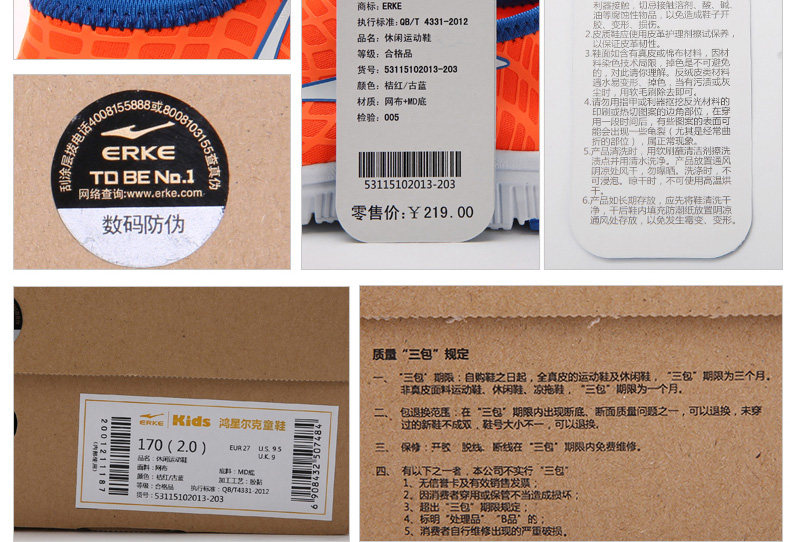 商标: ERKE
执行标准: QB/T 4331-2012
品名: 休闲运动鞋
等级: 合格品
货号: 53115102013-203
颜色: 桔红/古蓝
材质: 网布+MD底
检验: 005
53115102013-203
零售价:￥219.00
利器接触，切忌接触溶剂、酸、碱、
油等腐蚀性物品，以免造成鞋子开
胶、变形、损伤。
2.皮质鞋应使用皮革护理剂擦试保养，
以保证皮革韧性。
3.鞋面如含有真皮或棉布材料，因材
料染色技术局限，掉色是不可避免
的，对此请你理解。反绒皮类材料
遇水易变形、掉色，当有污渍或灰
尘时，用软毛刷除去即可。
4.请勿用指甲或利器抠挖反光材料的
印刷或热切图案的边角部位，在穿
用一段时间后，有些图案的表面可
能会出现一些龟裂（尤其是经常曲
折的部位），属正常现象。
5.产品清洗时，用软刷蘸清洁剂擦洗
渍点并用清水洗净。产品放置通风
阴凉处风干，勿曝晒。洗涤时，不
可浸泡。晾干时，不可使用高温烘
干。
6.产品如长期存放，应先将鞋清洗干
净，干后鞋内填充防潮纸放置阴凉
通风处存放，以免发生霉变、变形。
刮涂层拨电话4008155888或8008103155查真伪
ERKE
TO BE No.1
网络查询:www.erke.com
数码防伪
ERKE Kids 鸿星尔克童鞋
170（2.0） EUR 27 U.S. 9.5
U.K. 9
品名: 休闲运动鞋
面料: 网布 底料: MD底
颜色: 桔红/古蓝 加工工艺: 胶黏
等级: 合格品 执行标准: QB/T4331-2012
货号: 53115102013-203
2001211187
(内部使用)
6908432507484
质量“三包”规定
一、“三包”期限：自购鞋之日起，全真皮的运动鞋及休闲鞋，“三包”期限为三个月。
非真皮面料运动鞋、休闲鞋、凉拖鞋，“三包”期限为一个月。
二、包退换范围：在“三包”期限内出现断底、断面质量问题之一，可以退换，未穿
过的新鞋不成双，鞋号大小不一，可以退换。
三、保修：开胶、脱线、断线在“三包”期限内免费维修。
四、有以下之一者，本公司不实行“三包”
1、无信誉卡及有效销售发票；
2、因消费者穿用或保管不当造成损坏；
3、超出“三包”期限规定；
4、标明“处理品”“B品”的；
5、消费者自行维修出现的严重破损。